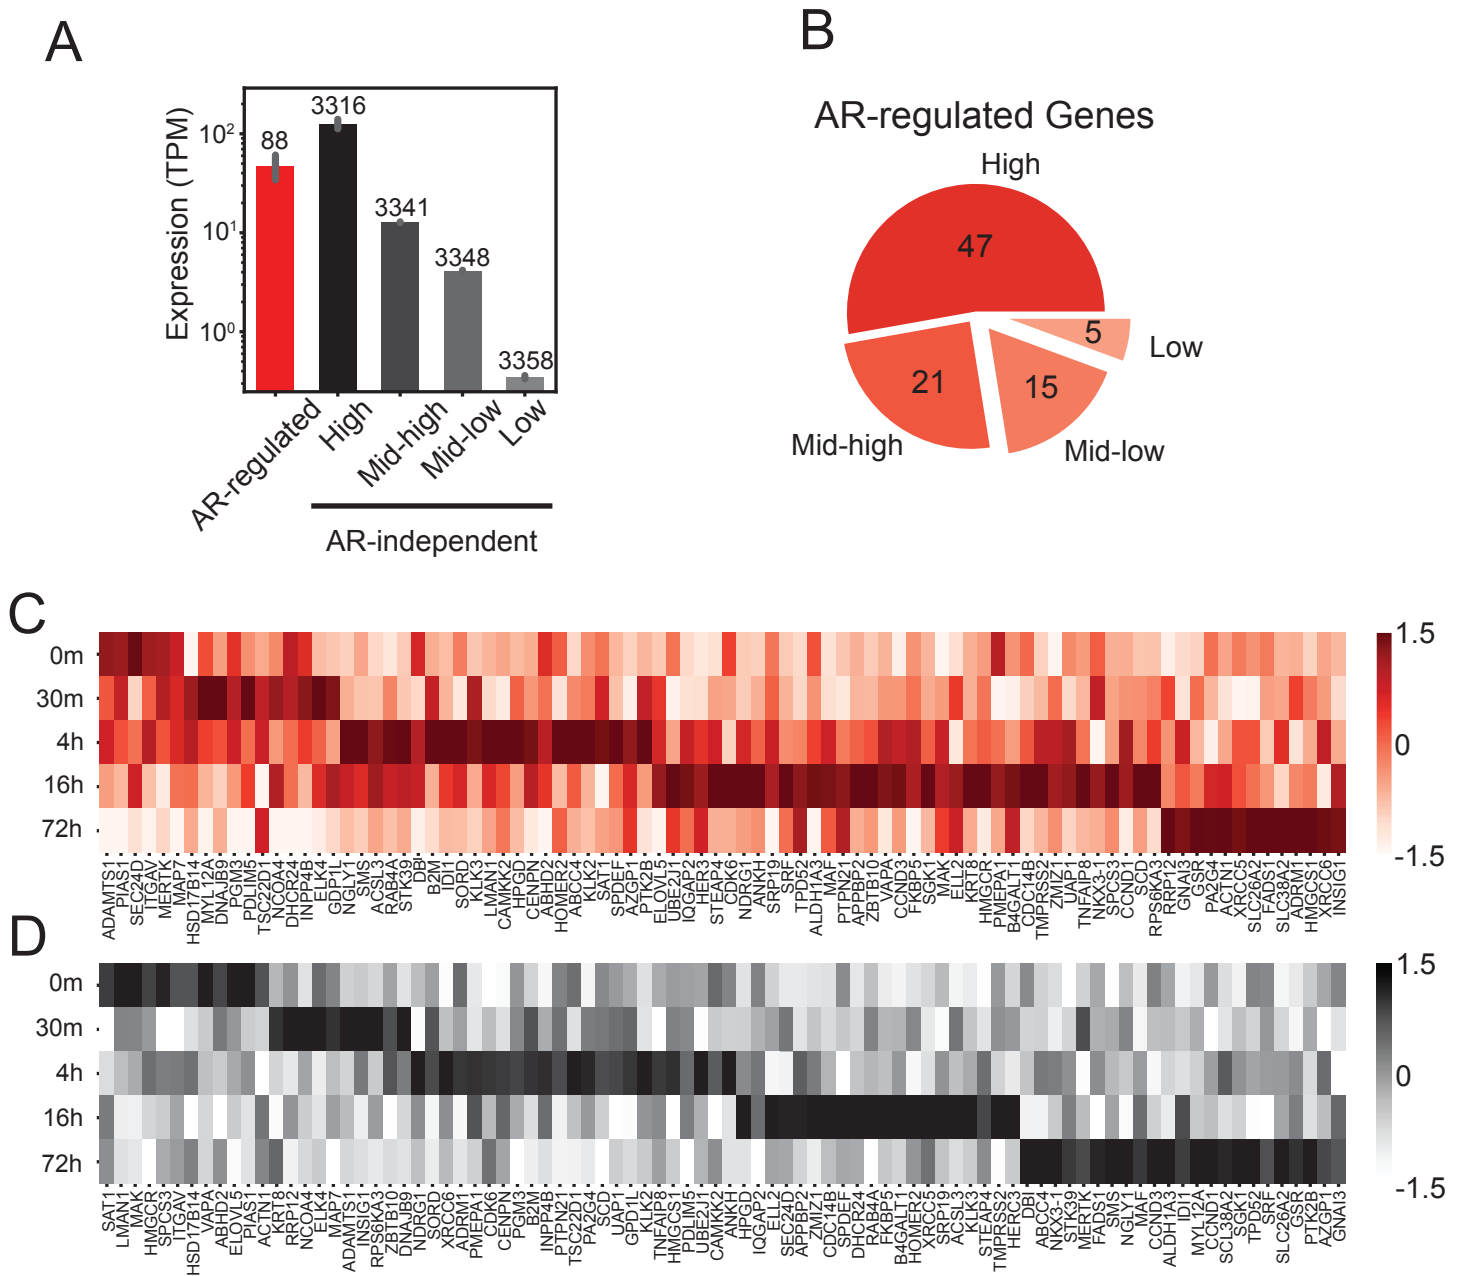 A
B
AR-regulated Genes
Expression (TPM)
10²
10¹
10⁰
88
3316
3341
3348
3358
AR-regulated
High
Mid-high
Mid-low
Low
AR-independent
High
47
5
Low
21
15
Mid-high
Mid-low
C
0m
30m
4h
16h
72h
1.5
0
-1.5
ADAMTS1
PIAS1
SEC24D
ITGAV
MERTK
MAP7
HSD17B14
MYL12A
DNAJB9
PGM3
PDLIM5
TSC22D1
NCOA4
DHCR24
INPP4B
ELK4
GDP1L
NGLY1
SMS
ACSL3
RAB4A
STK39
DBI
B2M
IDI1
SORD
KLK3
LMAN1
CAMKK2
HPGD
CENPN
ABHD2
HOMER2
ABCC4
KLK2
SAT1
SPDEF
AZGP1
PTK2B
ELOVL5
UBE2J1
IQGAP2
HER3
STEAP4
CDK6
NDRG1
ANKH
SRP19
SRF
TPD52
ALDH1A3
MAF
PTPN21
APPBP2
ZBTB10
VAPA
CCND3
FKBP5
SGK1
MAK
ELL2
KRT8
HMGCR
PMEPA1
B4GALT1
CDC14B
TMPRSS2
ZMIZ1
UAP1
TNFAIP8
NKX3-1
SPCS3
CCND1
SCD
RPS6KA3
RRP12
GNAI3
GSR
PA2G4
ACTN1
XRCC5
SLC26A2
FADS1
SLC38A2
ADRM1
HMGCS1
XRCC6
INSIG1
D
0m
30m
4h
16h
72h
1.5
0
-1.5
SAT1
LMAN1
MAK
HMGCR
SPCS3
ITGAV
HSD17B14
VAPA
ABHD2
ELOVL5
PIAS1
ACTN1
KRT8
RRP12
NCOA4
ELK4
MAP7
ADAMTS1
INSIG1
RPS6KA3
ZBTB10
DNAJB9
NDRG1
SORD
XRCC6
ADRM1
PMEPA1
CDK6
CENPN
PGM3
B2M
INPP4B
PTPN21
TSC22D1
PA2G4
SCD
UAP1
GPD1L
KLK2
TNFAIP8
HMGCS1
PDLIM5
UBE2J1
CAMKK2
ANKH
HPGD
IQGAP2
ELL2
SEC24D
APPBP2
ZMIZ1
CDC14B
SPDEF
DHCR24
RAB4A
FKBP5
B4GALT1
HOMER2
XRCC5
SRP19
ACSL3
KLK3
STEAP4
TMPRSS2
HERC3
DBI
ABCC4
NKX3-1
STK39
MERTK
FADS1
SMS
NGLY1
MAF
CCND3
ALDH1A3
IDI1
MYL12A
CCND1
SCL38A2
SGK1
TPD52
SRF
SLC26A2
GSR
PTK2B
AZGP1
GNAI3